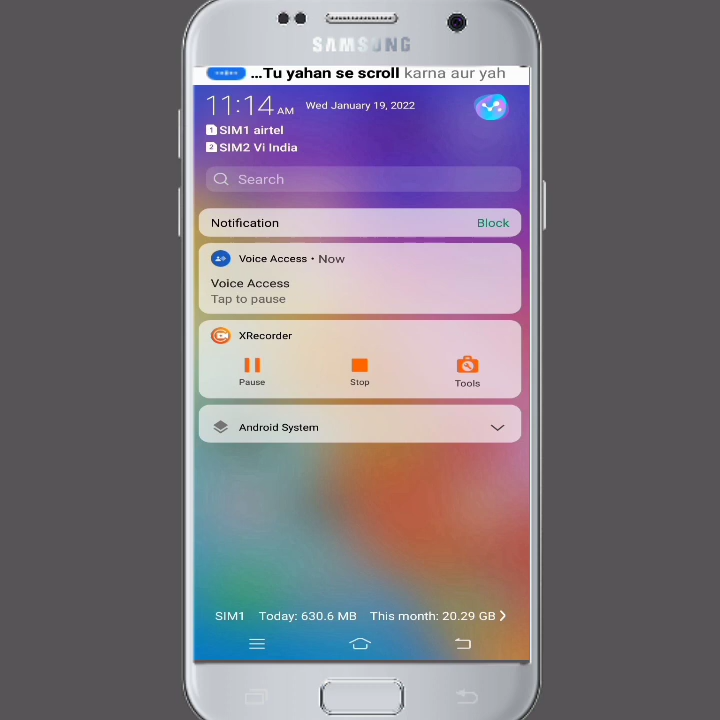 SAMSUNG
...Tu yahan se scroll karna aur yah
11:14 AM Wed January 19, 2022
1 SIM1 airtel
2 SIM2 Vi India
Search
Notification Block
Voice Access • Now
Voice Access
Tap to pause
XRecorder
Pause Stop Tools
Android System
SIM1 Today: 630.6 MB This month: 20.29 GB